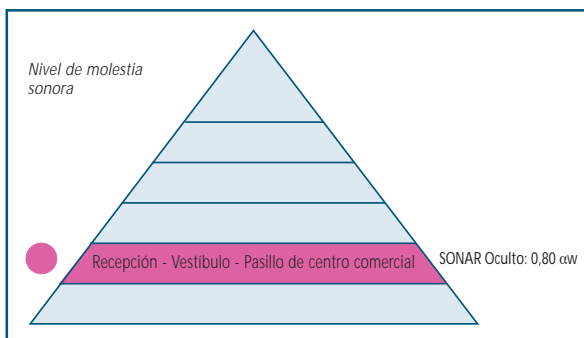 Nivel de molestia
sonora
Recepción - Vestíbulo - Pasillo de centro comercial
SONAR Oculto: 0,80 αw